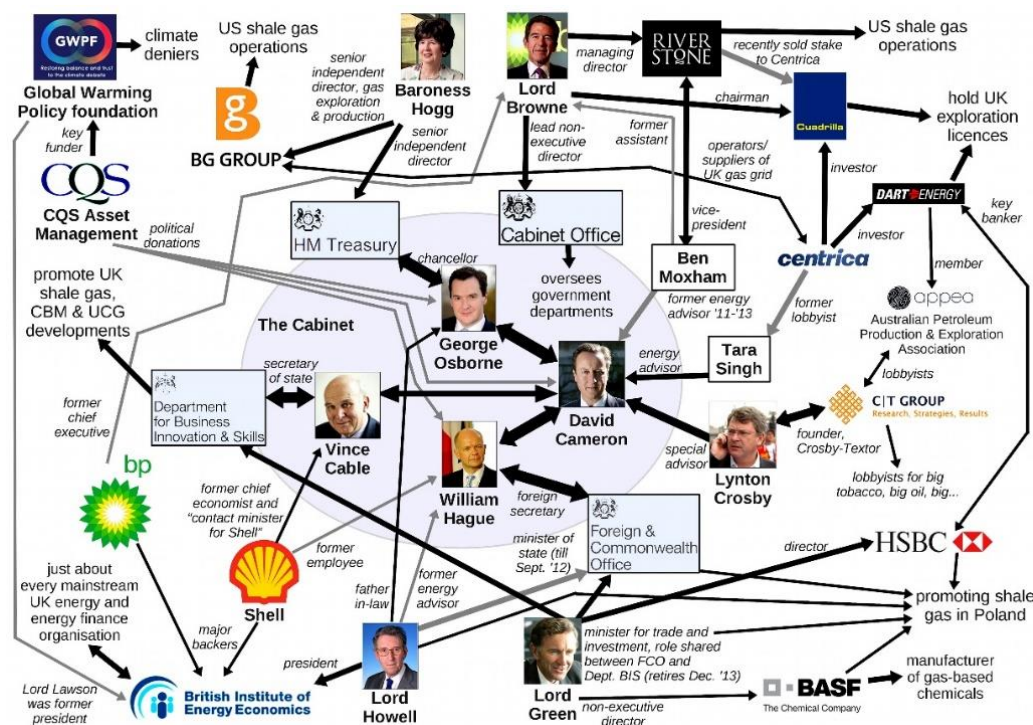 GWPF
Restoring balance and trust
to the climate debate
climate
deniers
Global Warming
Policy foundation
key
funder
CQS
CQS Asset
Management
US shale gas
operations
BG GROUP
senior
independent
director, gas
exploration
& production
Baroness
Hogg
senior
independent
director
Lord
Browne
managing
director
RIVER
STONE
recently sold stake
to Centrica
US shale gas
operations
chairman
Cuadrilla
hold UK
exploration
licences
lead non-
executive
director
former
assistant
operators/
suppliers of
UK gas grid
investor
DART ENERGY
key
banker
investor
centrica
political
donations
HM Treasury
chancellor
Cabinet Office
oversees
government
departments
vice-
president
Ben
Moxham
former energy
advisor '11-'13
former
lobbyist
member
appea
Australian Petroleum
Production & Exploration
Association
promote UK
shale gas,
CBM & UCG
developments
The Cabinet
George
Osborne
energy
advisor
Tara
Singh
lobbyists
C|T GROUP
Research, Strategies, Results
secretary
of state
Department
for Business
Innovation & Skills
Vince
Cable
David
Cameron
special
advisor
Lynton
Crosby
founder,
Crosby-Textor
lobbyists for big
tobacco, big oil, big...
former
chief
executive
bp
former chief
economist and
"contact minister
for Shell"
William
Hague
foreign
secretary
Foreign &
Commonwealth
Office
minister of
state (till
Sept. '12)
director
HSBC
Shell
former
employee
father
in-law
former
energy
advisor
promoting shale
gas in Poland
just about
every mainstream
UK energy and
energy finance
organisation
major
backers
president
Lord
Howell
Lord
Green
minister for trade and
investment, role shared
between FCO and
Dept. BIS (retires Dec. '13)
non-executive
director
BASF
The Chemical Company
manufacturer
of gas-based
chemicals
Lord Lawson
was former
president
British Institute of
Energy Economics